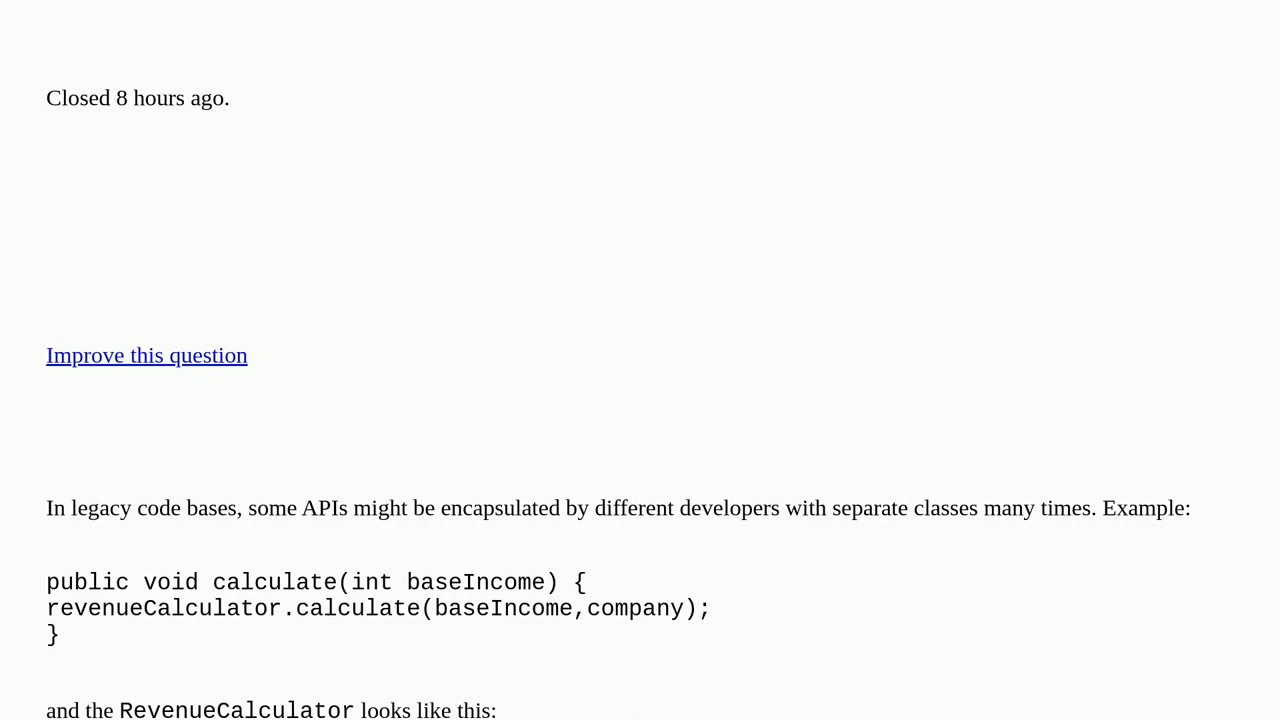 Closed 8 hours ago.
Improve this question
In legacy code bases, some APIs might be encapsulated by different developers with separate classes many times. Example:
public void calculate(int baseIncome) {
revenueCalculator.calculate(baseIncome,company);
}
and the RevenueCalculator looks like this: